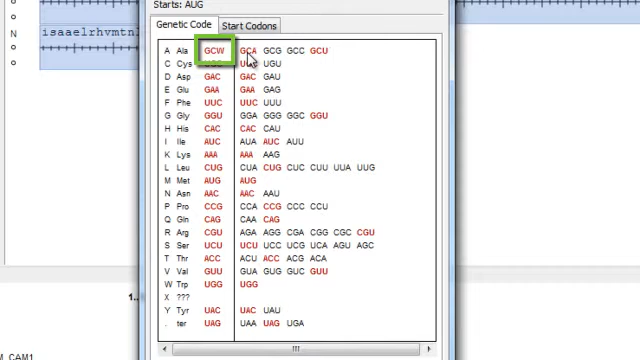 Starts: AUG
Genetic Code Start Codons
N isaaelrhvmtnl
A Ala GCW GCA GCG GCC GCU
C Cys UGU
D Asp GAC GAC GAU
E Glu GAA GAA GAG
F Phe UUC UUC UUU
G Gly GGU GGA GGG GGC GGU
H His CAC CAC CAU
I Ile AUC AUA AUC AUU
K Lys AAA AAA AAG
L Leu CUG CUA CUG CUC CUU UUA UUG
M Met AUG AUG
N Asn AAC AAC AAU
P Pro CCG CCA CCG CCC CCU
Q Gln CAG CAA CAG
R Arg CGU AGA AGG CGA CGG CGC CGU
S Ser UCU UCU UCC UCG UCA AGU AGC
T Thr ACC ACU ACC ACG ACA
V Val GUU GUA GUG GUC GUU
W Trp UGG UGG
X ???
Y Tyr UAC UAC UAU
. ter UAG UAA UAG UGA
1..
M_CAM1